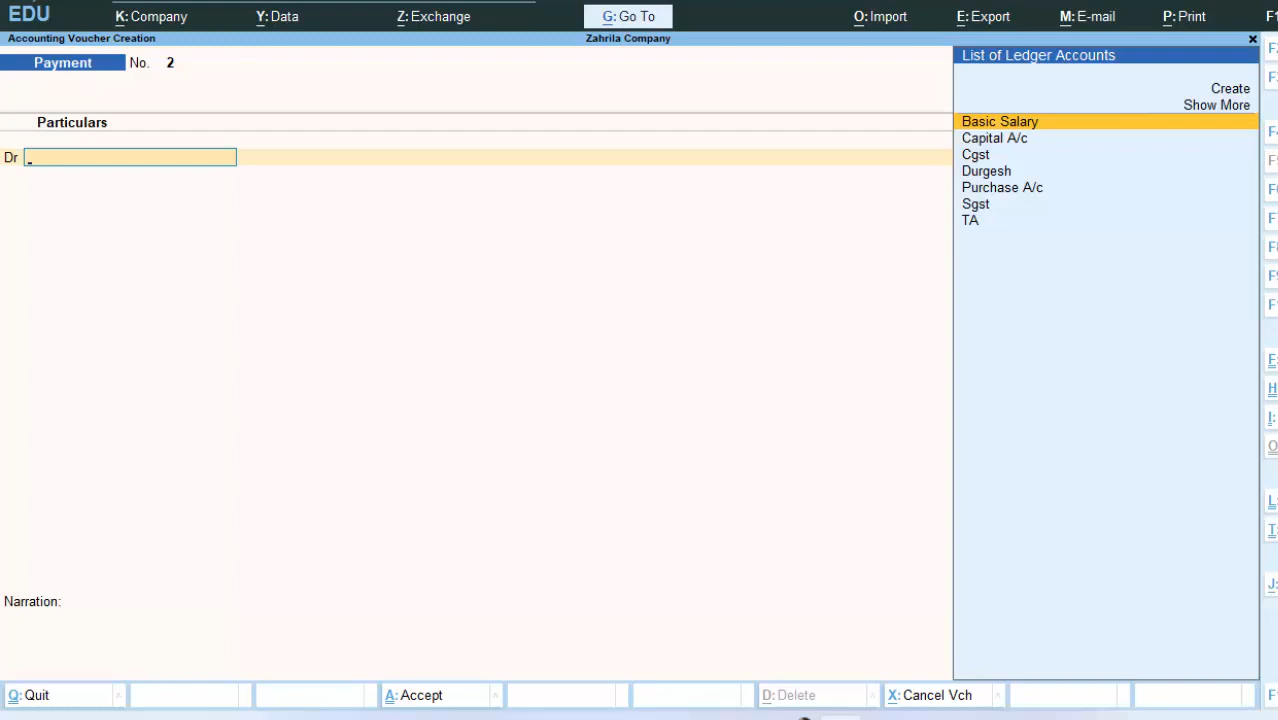 EDU
K: Company
Y: Data
Z: Exchange
G: Go To
O: Import
E: Export
M: E-mail
P: Print
Accounting Voucher Creation
Zahrila Company
Payment No. 2
List of Ledger Accounts
Create
Show More
Particulars
Basic Salary
Capital A/c
Cgst
Durgesh
Purchase A/c
Sgst
TA
Dr
Narration:
Q: Quit
A: Accept
D: Delete
X: Cancel Vch